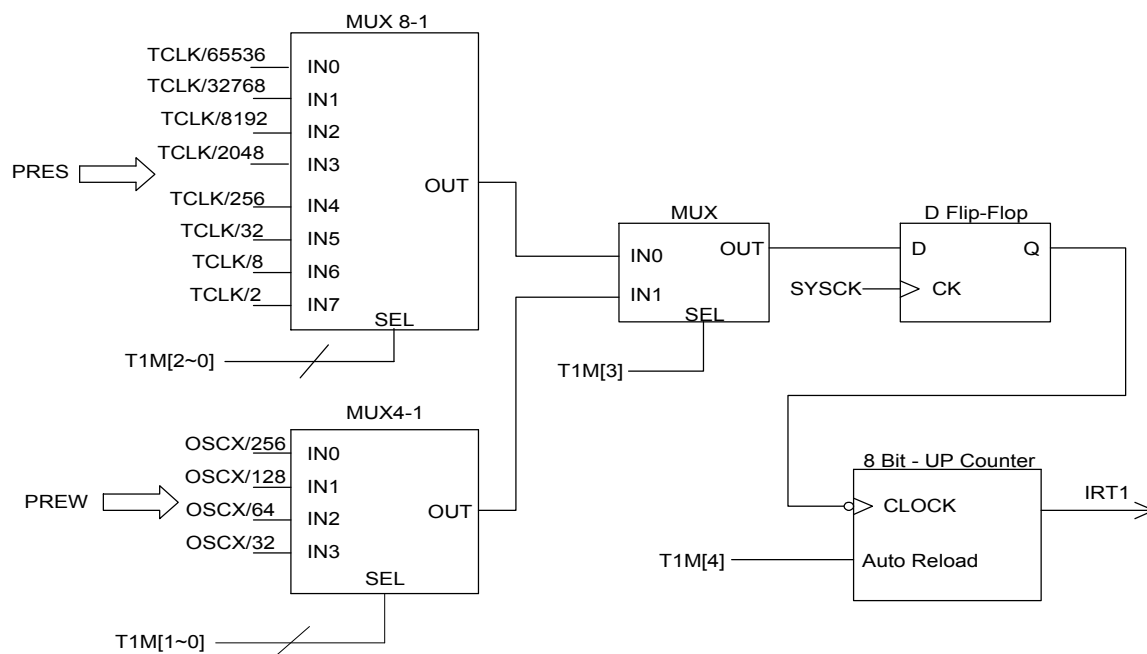 MUX 8-1
TCLK/65536
IN0
TCLK/32768
IN1
TCLK/8192
IN2
TCLK/2048
IN3
PRES
OUT
TCLK/256
IN4
TCLK/32
IN5
TCLK/8
IN6
TCLK/2
IN7
SEL
T1M[2~0]
MUX
IN0
OUT
IN1
SEL
T1M[3]
D Flip-Flop
D
Q
SYSCK
CK
MUX4-1
OSCX/256
IN0
OSCX/128
IN1
PREW
OSCX/64
IN2
OUT
OSCX/32
IN3
SEL
T1M[1~0]
8 Bit - UP Counter
CLOCK
IRT1
T1M[4]
Auto Reload